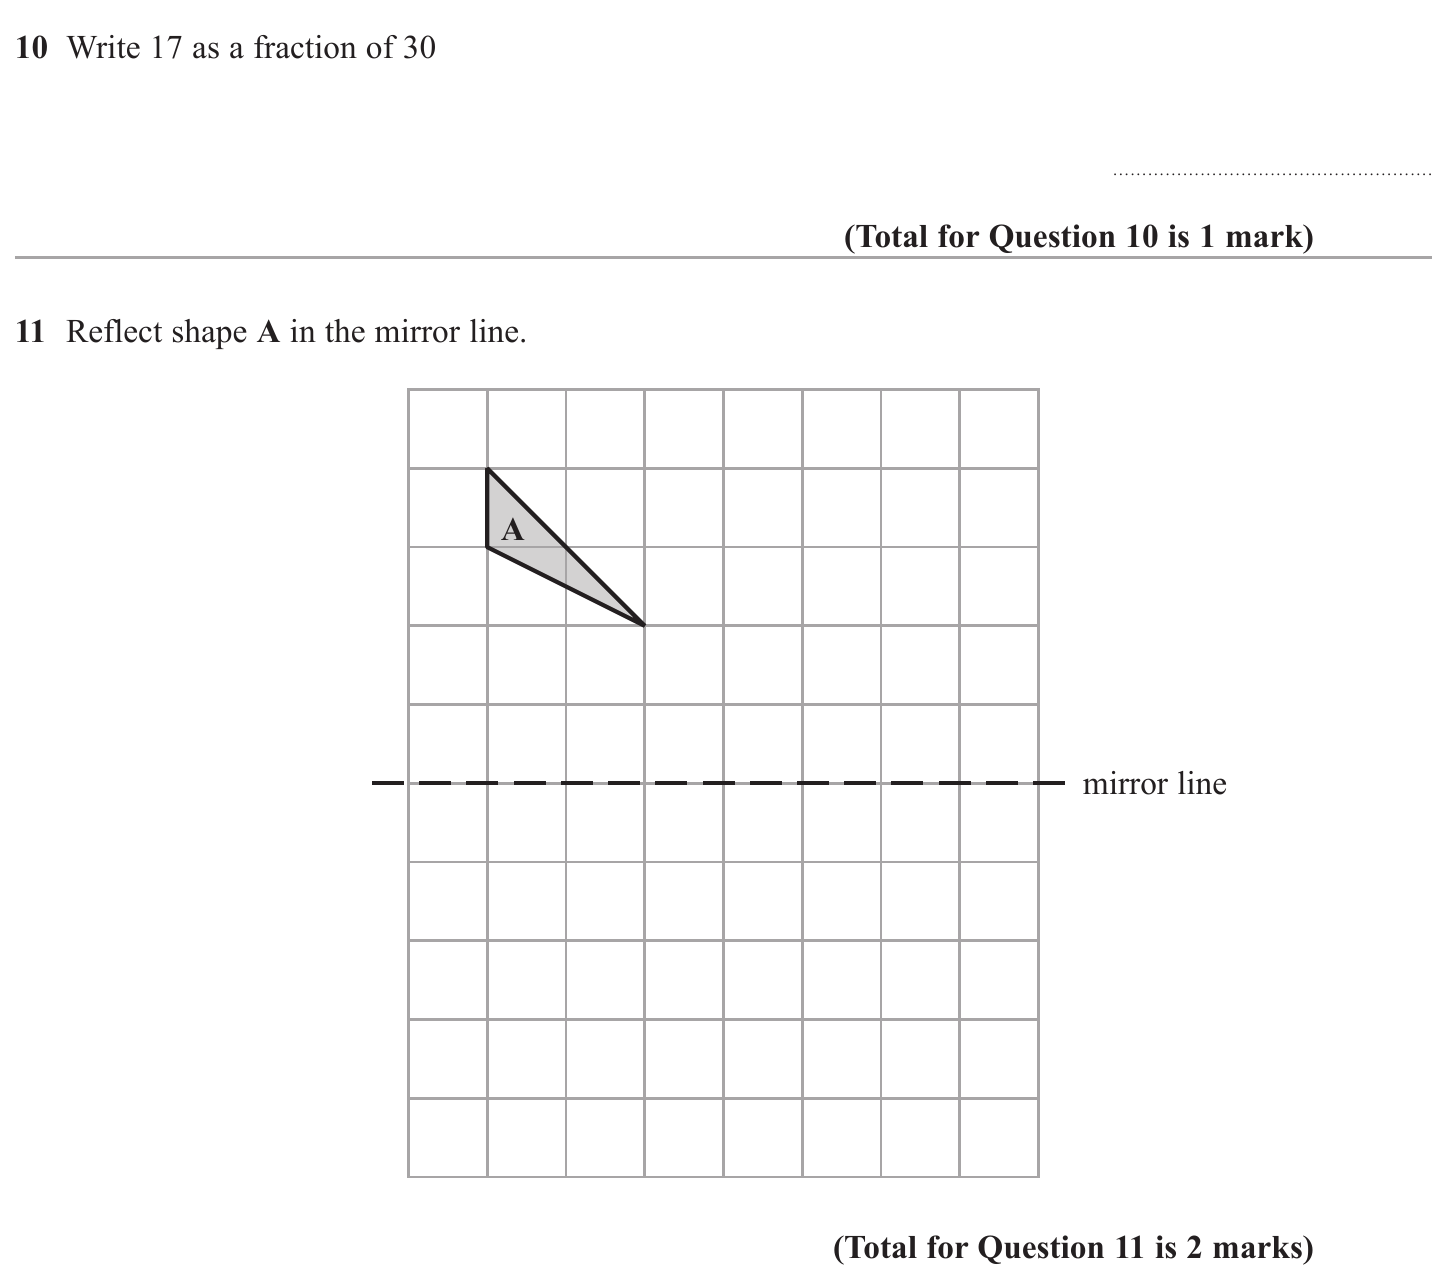 10 Write 17 as a fraction of 30
(Total for Question 10 is 1 mark)
11 Reflect shape A in the mirror line.
A
mirror line
(Total for Question 11 is 2 marks)